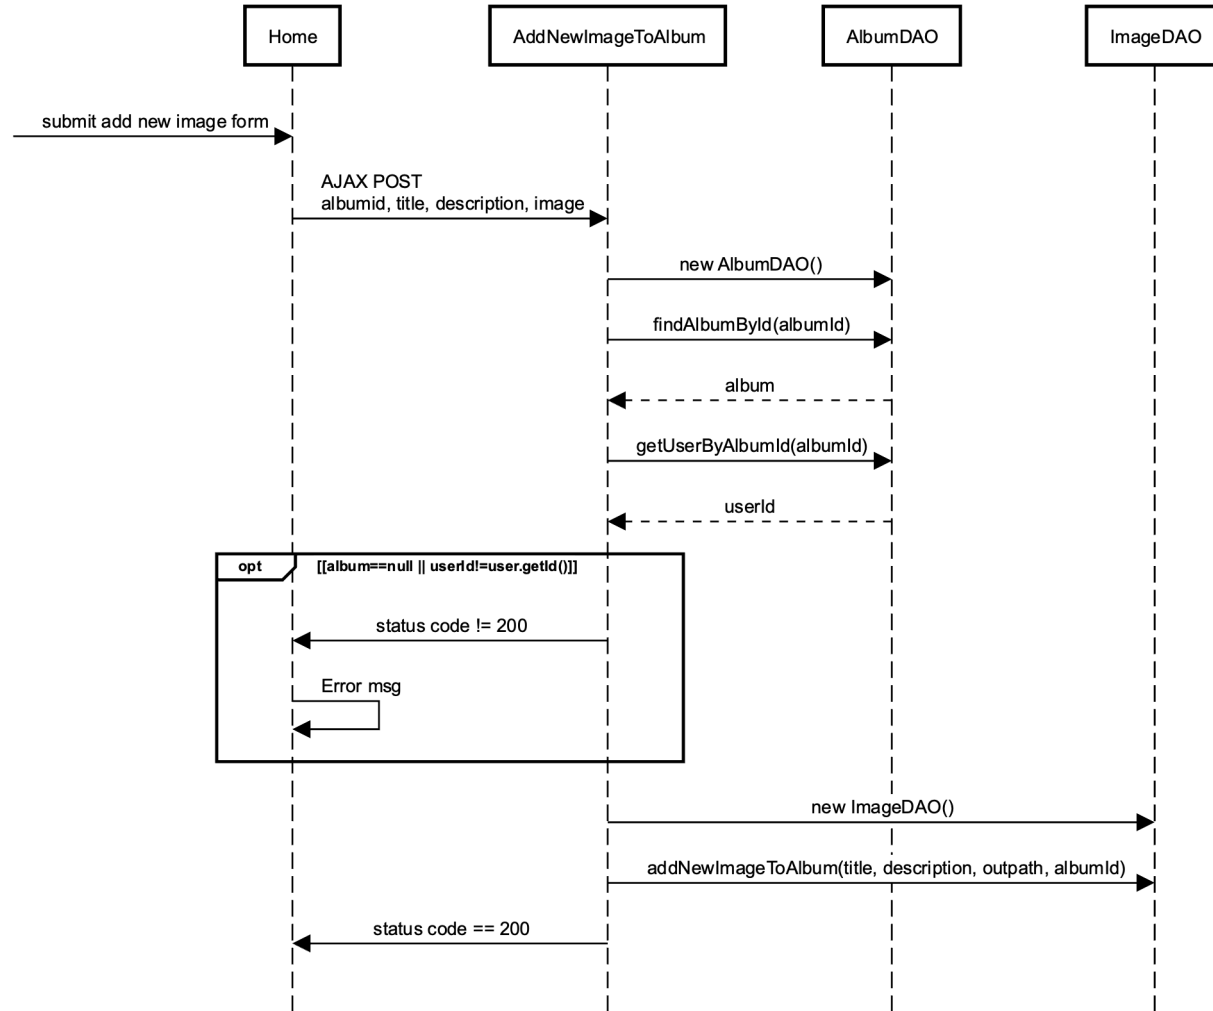 Home
AddNewImageToAlbum
AlbumDAO
ImageDAO
submit add new image form
AJAX POST
albumid, title, description, image
new AlbumDAO()
findAlbumById(albumId)
album
getUserByAlbumId(albumId)
userId
opt
[[album==null || userId!=user.getId()]]
status code != 200
Error msg
new ImageDAO()
addNewImageToAlbum(title, description, outpath, albumId)
status code == 200